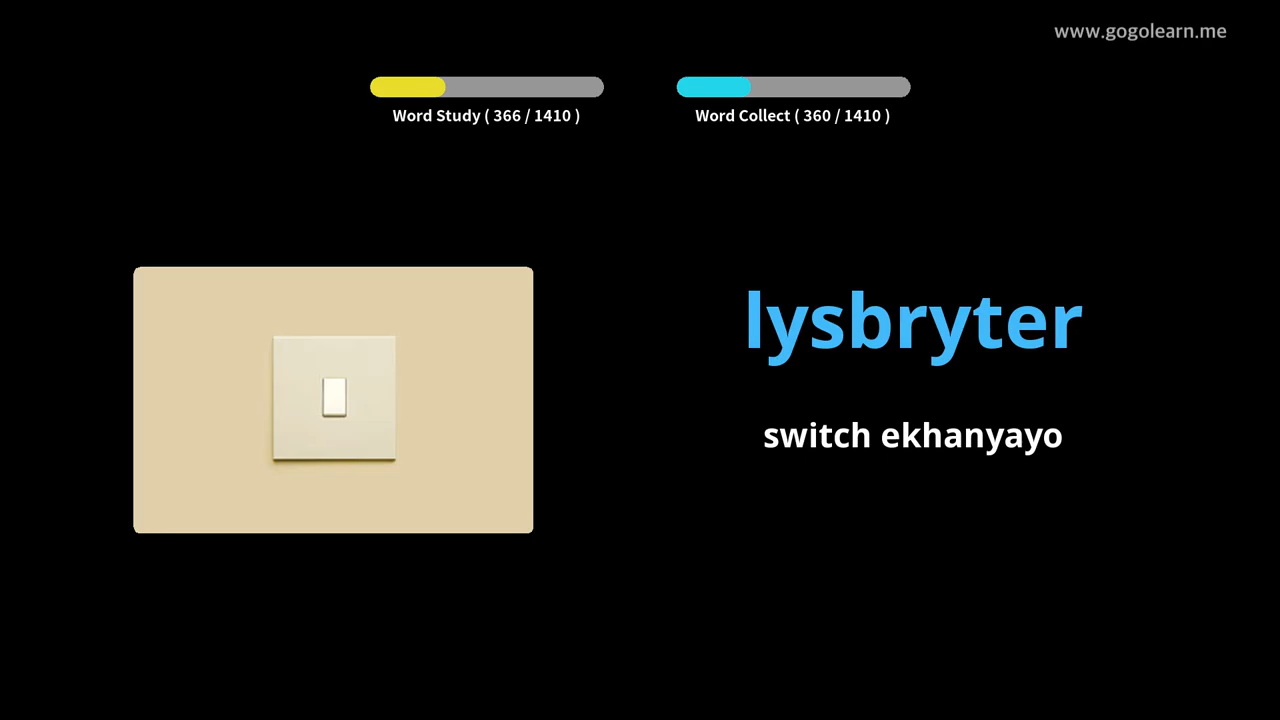 www.gogolearn.me
Word Study ( 366 / 1410 )
Word Collect ( 360 / 1410 )
lysbryter
switch ekhanyayo